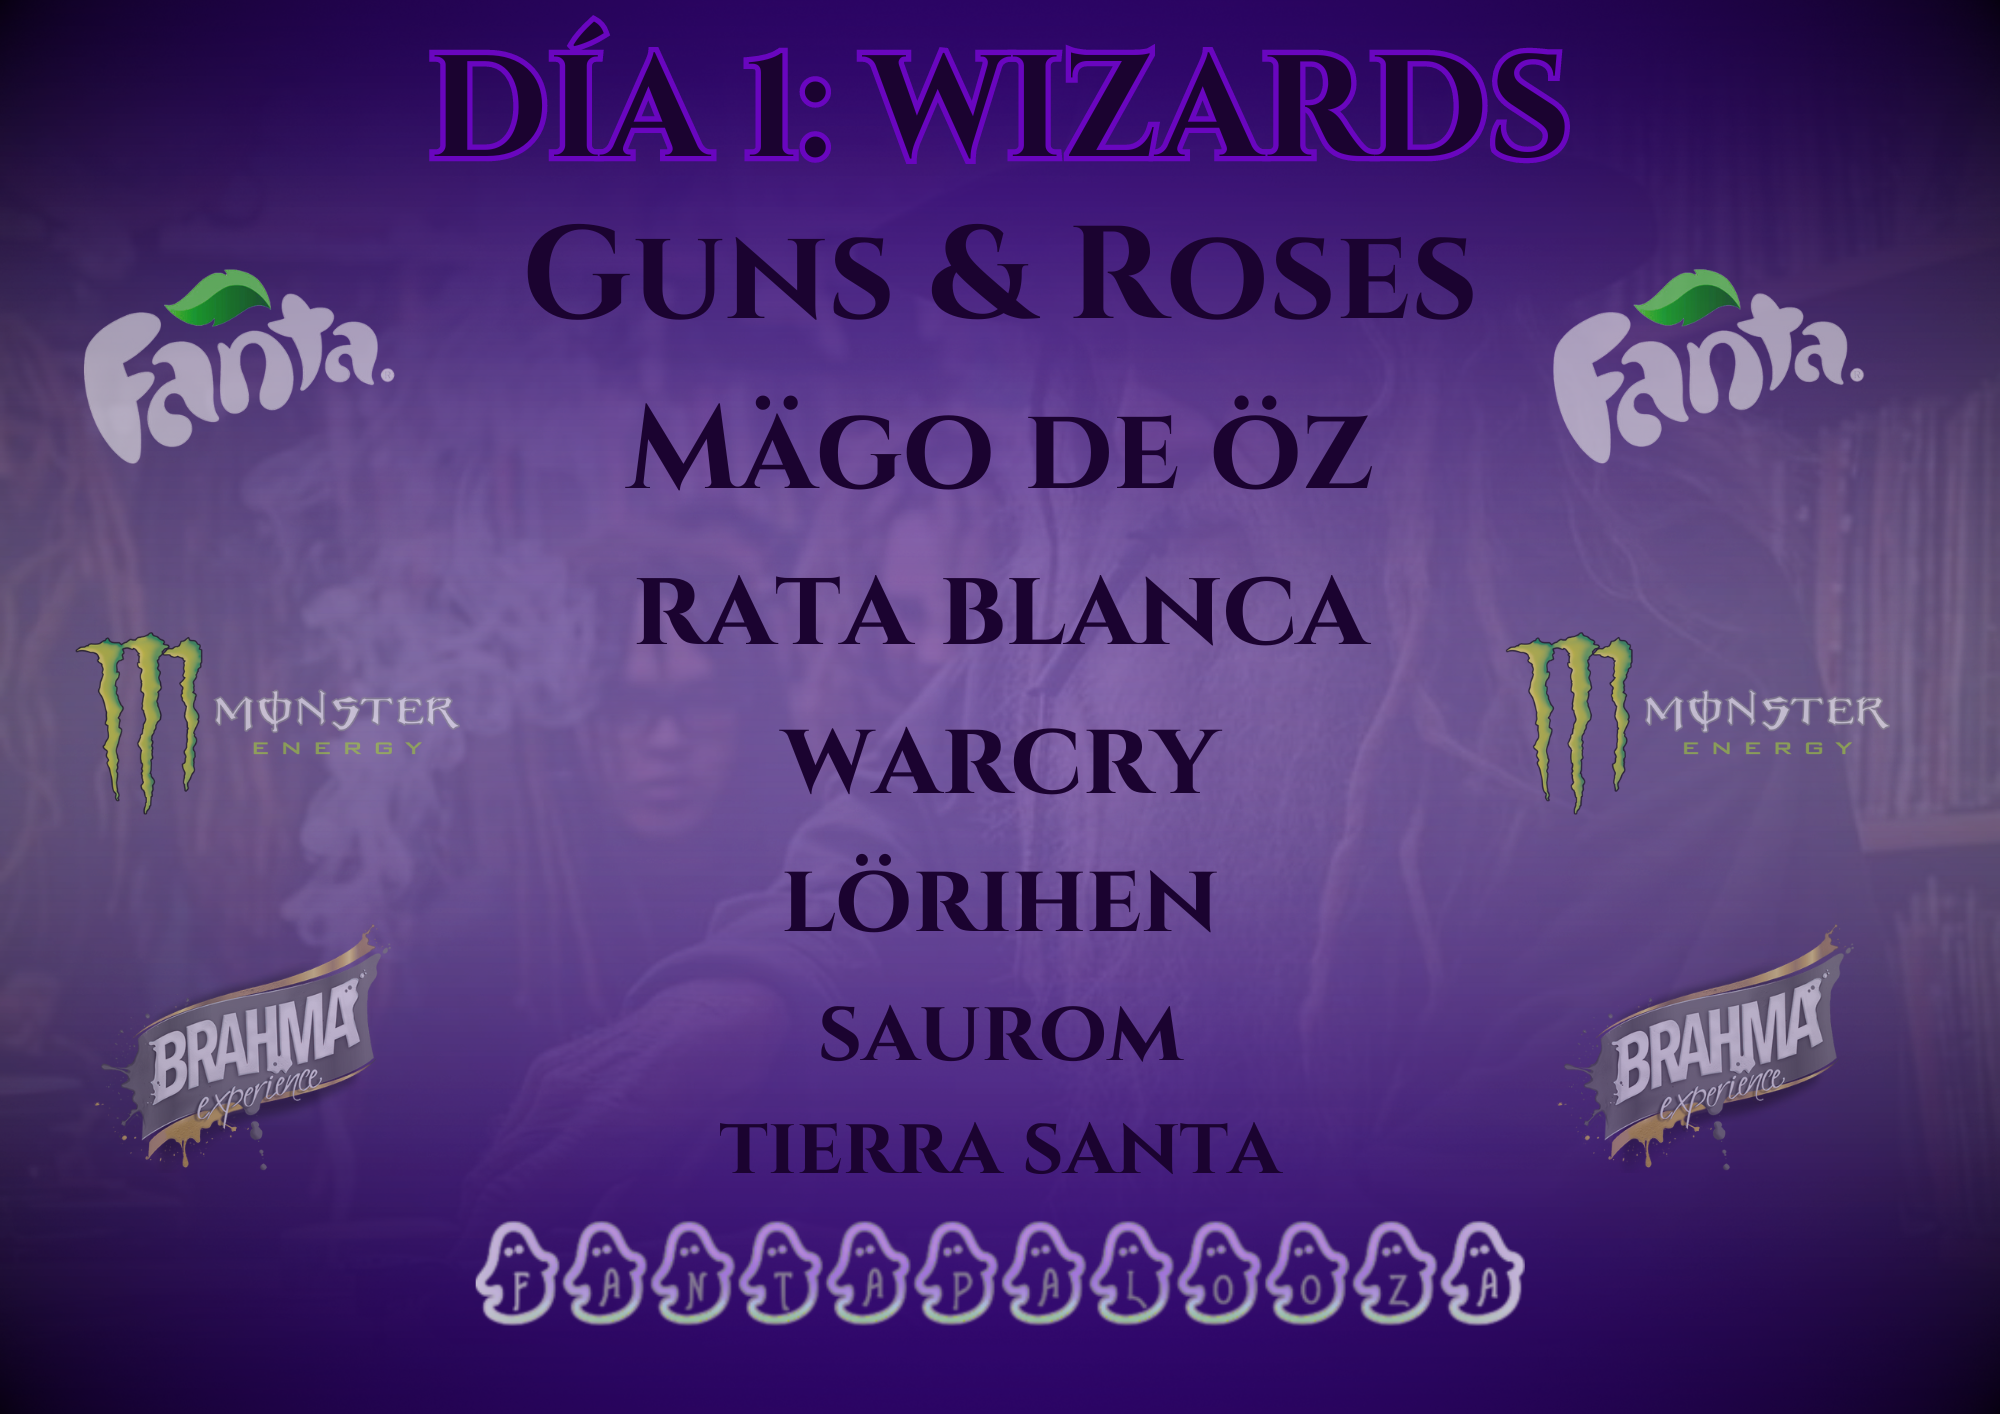 DÍA 1: WIZARDS
GUNS & ROSES
MÄGO DE ÖZ
RATA BLANCA
WARCRY
LÖRIHEN
SAUROM
TIERRA SANTA
Fanta.
Fanta.
MONSTER
ENERGY
MONSTER
ENERGY
BRAHMA
experience
BRAHMA
experience
FANTAPALOOZA